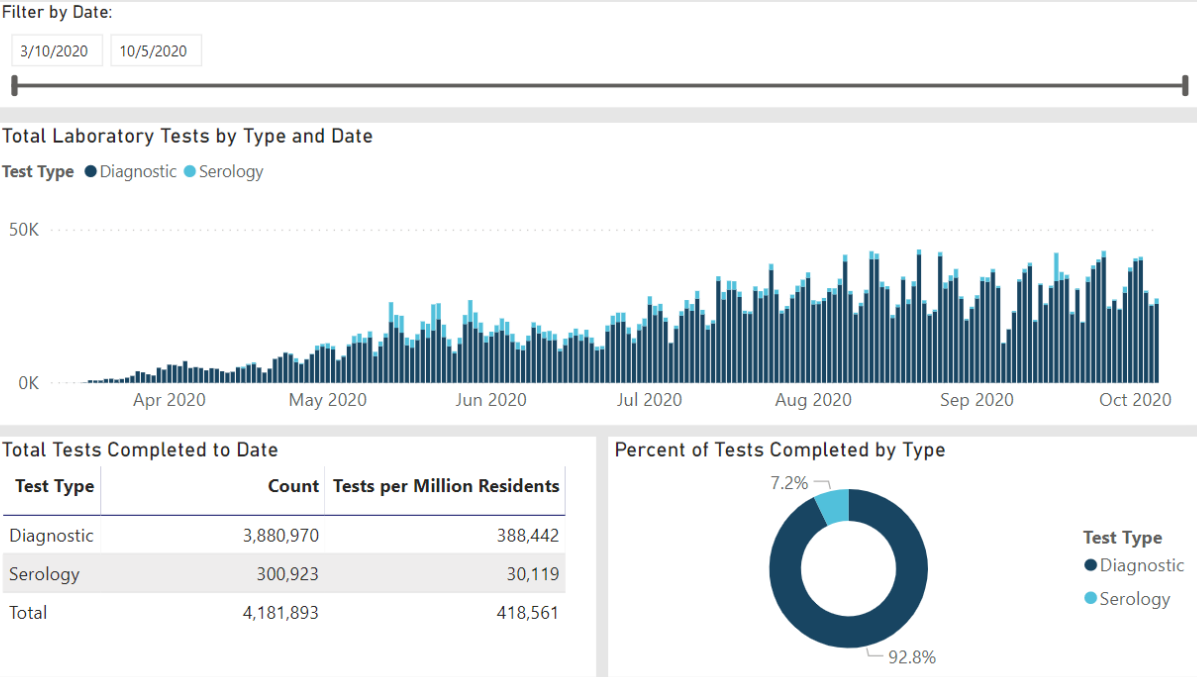 Filter by Date:
3/10/2020 10/5/2020
Total Laboratory Tests by Type and Date
Test Type Diagnostic Serology
50K
0K
Apr 2020 May 2020 Jun 2020 Jul 2020 Aug 2020 Sep 2020 Oct 2020
Total Tests Completed to Date
Test Type Count Tests per Million Residents
Diagnostic 3,880,970 388,442
Serology 300,923 30,119
Total 4,181,893 418,561
Percent of Tests Completed by Type
7.2%
92.8%
Test Type
Diagnostic
Serology